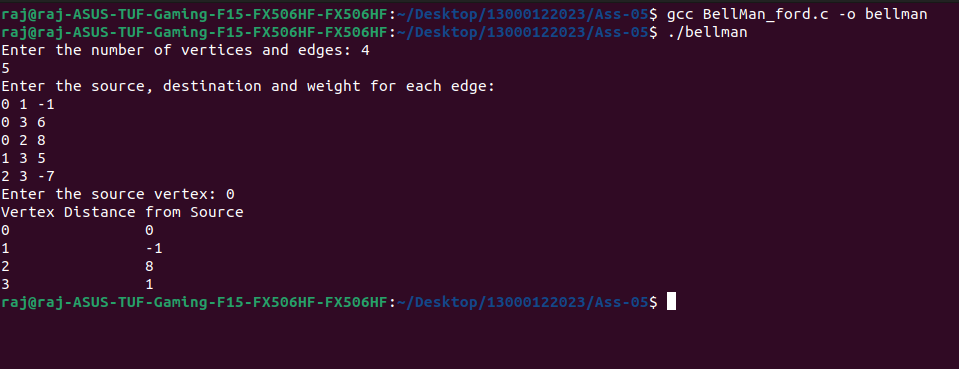 raj@raj-ASUS-TUF-Gaming-F15-FX506HF-FX506HF:~/Desktop/13000122023/Ass-05$ gcc BellMan_ford.c -o bellman
raj@raj-ASUS-TUF-Gaming-F15-FX506HF-FX506HF:~/Desktop/13000122023/Ass-05$ ./bellman
Enter the number of vertices and edges: 4
5
Enter the source, destination and weight for each edge:
0 1 -1
0 3 6
0 2 8
1 3 5
2 3 -7
Enter the source vertex: 0
Vertex Distance from Source
0               0
1               -1
2               8
3               1
raj@raj-ASUS-TUF-Gaming-F15-FX506HF-FX506HF:~/Desktop/13000122023/Ass-05$